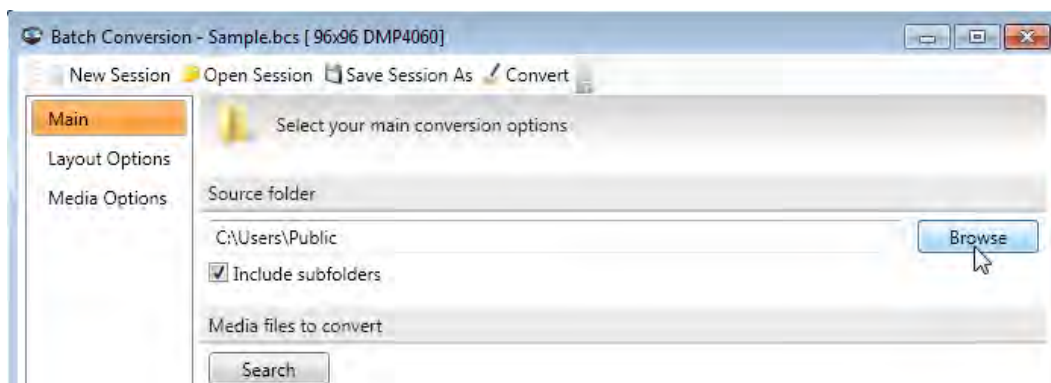 Batch Conversion - Sample.bcs [ 96x96 DMP4060]
New Session Open Session Save Session As Convert
Main
Select your main conversion options
Layout Options
Media Options
Source folder
C:\Users\Public
Browse
Include subfolders
Media files to convert
Search